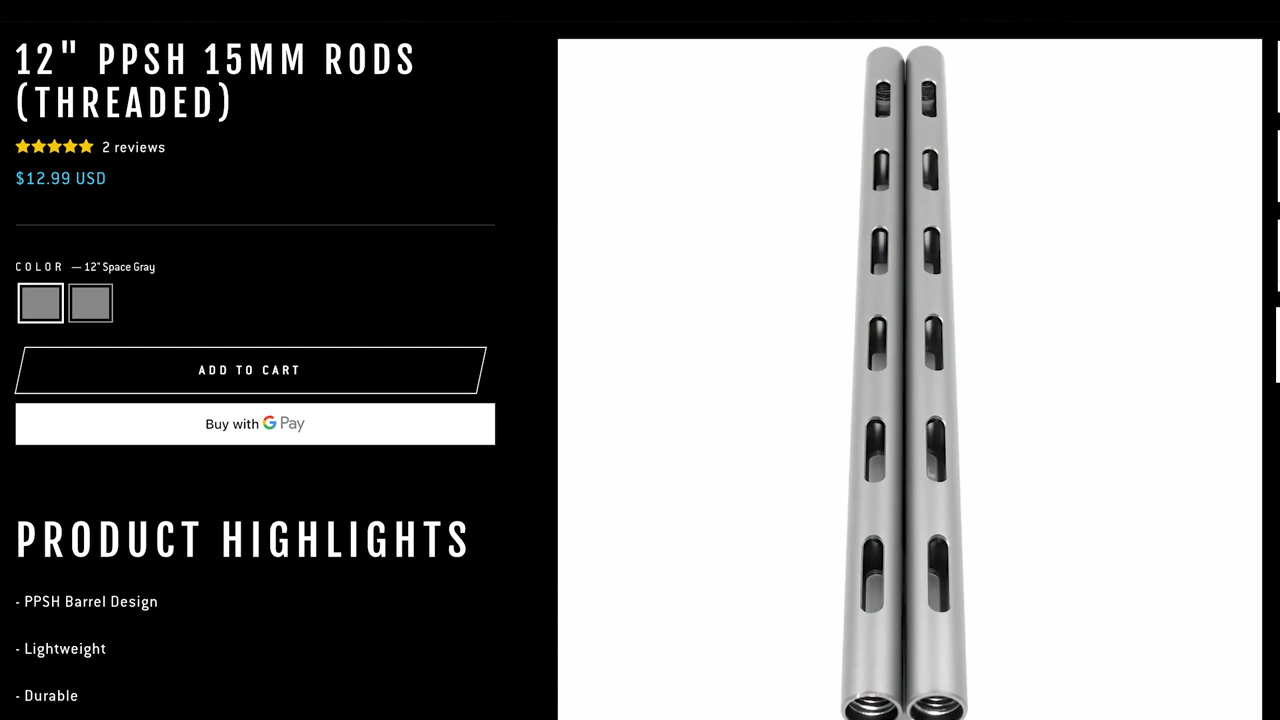 12" PPSH 15MM RODS
(THREADED)
2 reviews
$12.99 USD
COLOR — 12" Space Gray
ADD TO CART
Buy with G Pay
PRODUCT HIGHLIGHTS
- PPSH Barrel Design
- Lightweight
- Durable